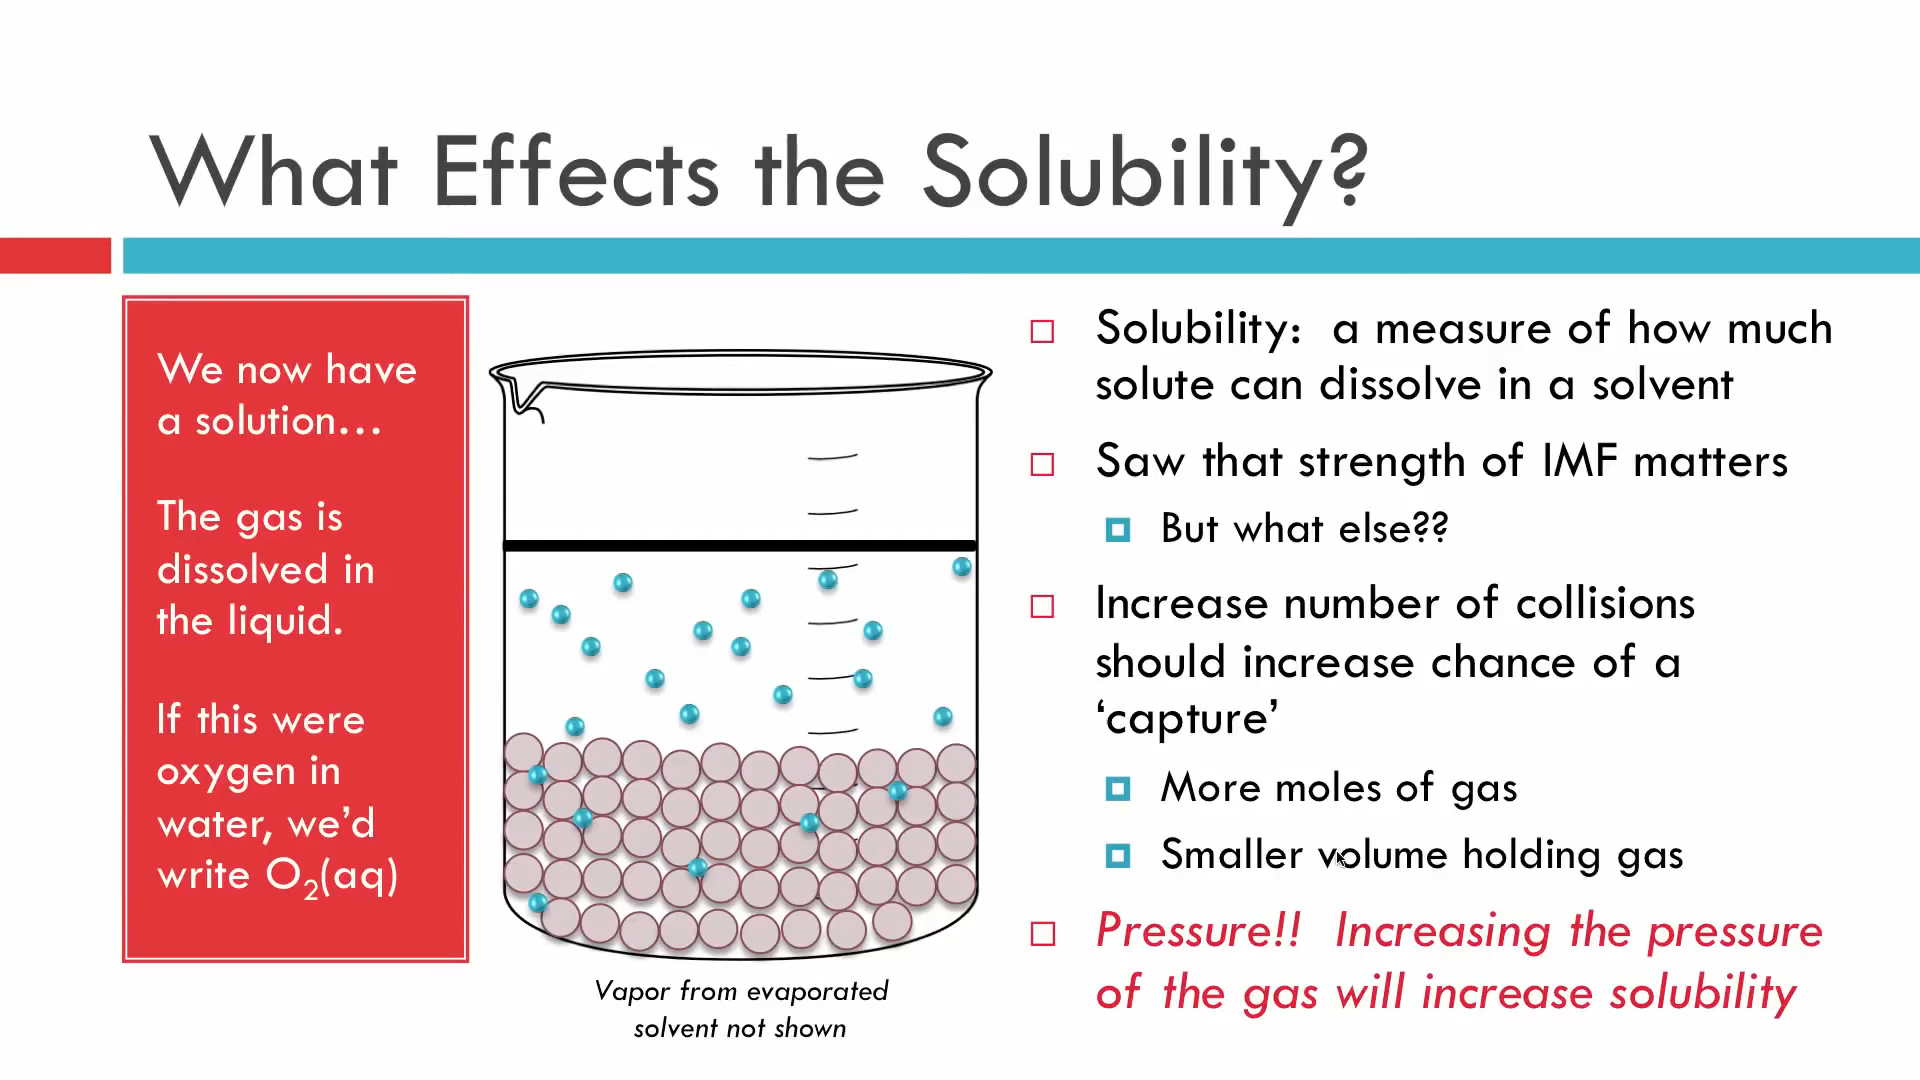 What Effects the Solubility?
We now have
a solution…
The gas is
dissolved in
the liquid.
If this were
oxygen in
water, we’d
write O₂(aq)
Vapor from evaporated
solvent not shown
Solubility:  a measure of how much
solute can dissolve in a solvent
Saw that strength of IMF matters
But what else??
Increase number of collisions
should increase chance of a
‘capture’
More moles of gas
Smaller volume holding gas
Pressure!!  Increasing the pressure
of the gas will increase solubility